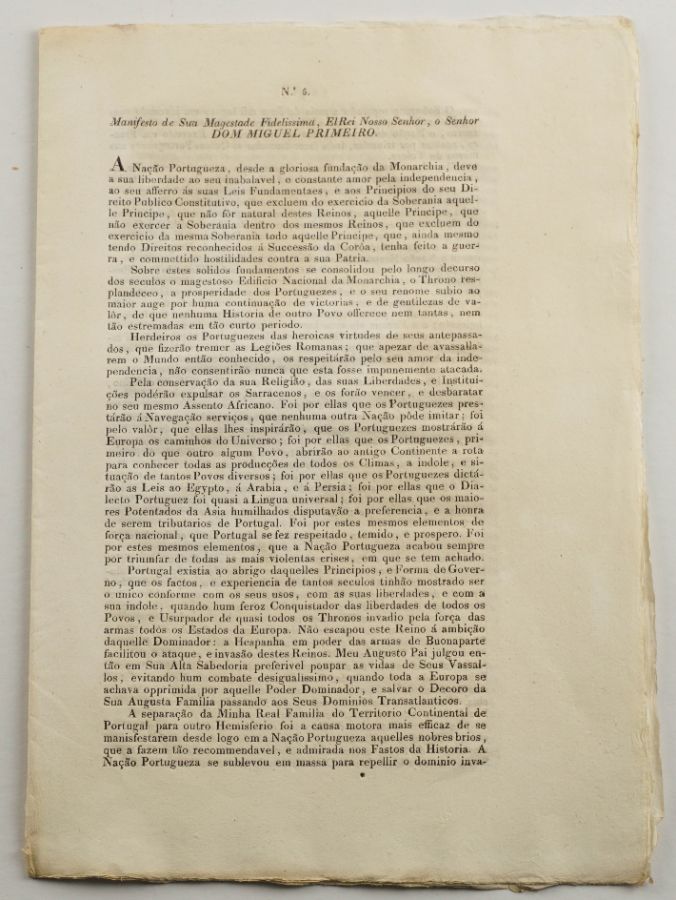 N.º 6.
Manifesto de Sua Magestade Fidelissima, ElRei Nosso Senhor, o Senhor
DOM MIGUEL PRIMEIRO.
A Nação Portugueza, desde a gloriosa fundação da Monarchia, deve
a sua liberdade ao seu inabalavel, e constante amor pela independencia,
ao seu afferro ás suas Leis Fundamentaes, e aos Principios do seu Di-
reito Publico Constitutivo, que excluem do exercicio da Soberania aquel-
le Principe, que não fôr natural destes Reinos, aquelle Principe, que
não exercer a Soberania dentro dos mesmos Reinos, que excluem do
exercicio da mesma Soberania todo aquelle Principe, que, ainda mesmo
tendo Direitos reconhecidos á Successão da Corôa, tenha feito a guer-
ra, e commettido hostilidades contra a sua Patria.
Sobre estes solidos fundamentos se consolidou pelo longo decurso
dos seculos o magestoso Edificio Nacional da Monarchia, o Throno res-
plandeceo, a prosperidade dos Portuguezes, e o seu renome subio ao
maior auge por huma continuação de victorias, e de gentilezas de va-
lôr, de que nenhuma Historia de outro Povo offerece nem tantas, nem
tão estremadas em tão curto periodo.
Herdeiros os Portuguezes das heroicas virtudes de seus antepassa-
dos, que fizerão tremer as Legiões Romanas; que apezar de avassalla-
rem o Mundo então conhecido, os respeitárão pelo seu amor da inde-
pendencia, não consentirão nunca que esta fosse impunemente atacada.
Pela conservação da sua Religião, das suas Liberdades, e Institui-
ções podérão expulsar os Sarracenos, e os forão vencer, e desbaratar
no seu mesmo Assento Africano. Foi por ellas que os Portuguezes pres-
tárão á Navegação serviços, que nenhuma outra Nação pôde imitar; foi
pelo valôr, que ellas lhes inspirárão, que os Portuguezes mostrárão á
Europa os caminhos do Universo; foi por ellas que os Portuguezes, pri-
meiro do que outro algum Povo, abrirão ao antigo Continente a rota
para conhecer todas as producções de todos os Climas, a indole, e si-
tuação de tantos Povos diversos; foi por ellas que os Portuguezes dictá-
rão as Leis ao Egypto, á Arabia, e á Persia; foi por ellas que o Dia-
lecto Portuguez foi quasi a Lingua universal; foi por ellas que os maio-
res Potentados da Asia humilhados disputavão a preferencia, e a honra
de serem tributarios de Portugal. Foi por estes mesmos elementos de
força nacional, que Portugal se fez respeitado, temido, e prospero. Foi
por estes mesmos elementos, que a Nação Portugueza acabou sempre
por triumfar de todas as mais violentas crises, em que se tem achado.
Portugal existia ao abrigo daquelles Principios, e Forma de Gover-
no, que os factos, e experiencia de tantos seculos tinhão mostrado ser
o unico conforme com os seus usos, com as suas liberdades, e com a
sua indole, quando hum feroz Conquistador das liberdades de todos os
Povos, e Usurpador de quasi todos os Thronos invadio pela força das
armas todos os Estados da Europa. Não escapou este Reino á ambição
daquelle Dominador: a Hespanha em poder das armas de Buonaparte
facilitou o ataque, e invasão destes Reinos. Meu Augusto Pai julgou en-
tão em Sua Alta Sabedoria preferivel poupar as vidas de Seus Vassal-
los, evitando hum combate desigualissimo, quando toda a Europa se
achava opprimida por aquelle Poder Dominador, e salvar o Decoro da
Sua Augusta Familia passando aos Seus Dominios Transatlanticos.
A separação da Minha Real Familia do Territorio Continental de
Portugal para outro Hemisferio foi a causa motora mais efficaz de se
manisfestarem desde logo em a Nação Portugueza aquelles nobres brios,
que a fazem tão recommendavel, e admirada nos Fastos da Historia. A
Nação Portugueza se sublevou em massa para repellir o dominio inva-
*